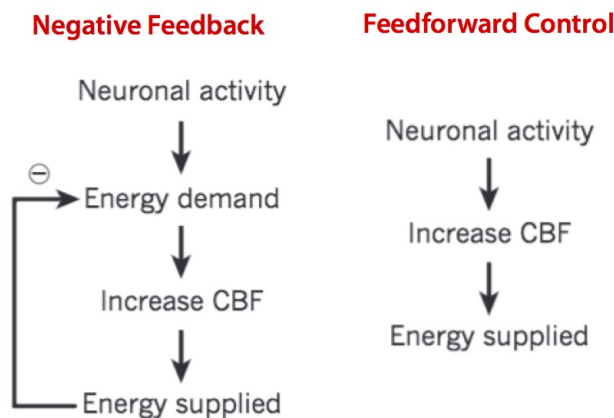 Negative Feedback
Neuronal activity
⊖
Energy demand
Increase CBF
Energy supplied
Feedforward Control
Neuronal activity
Increase CBF
Energy supplied